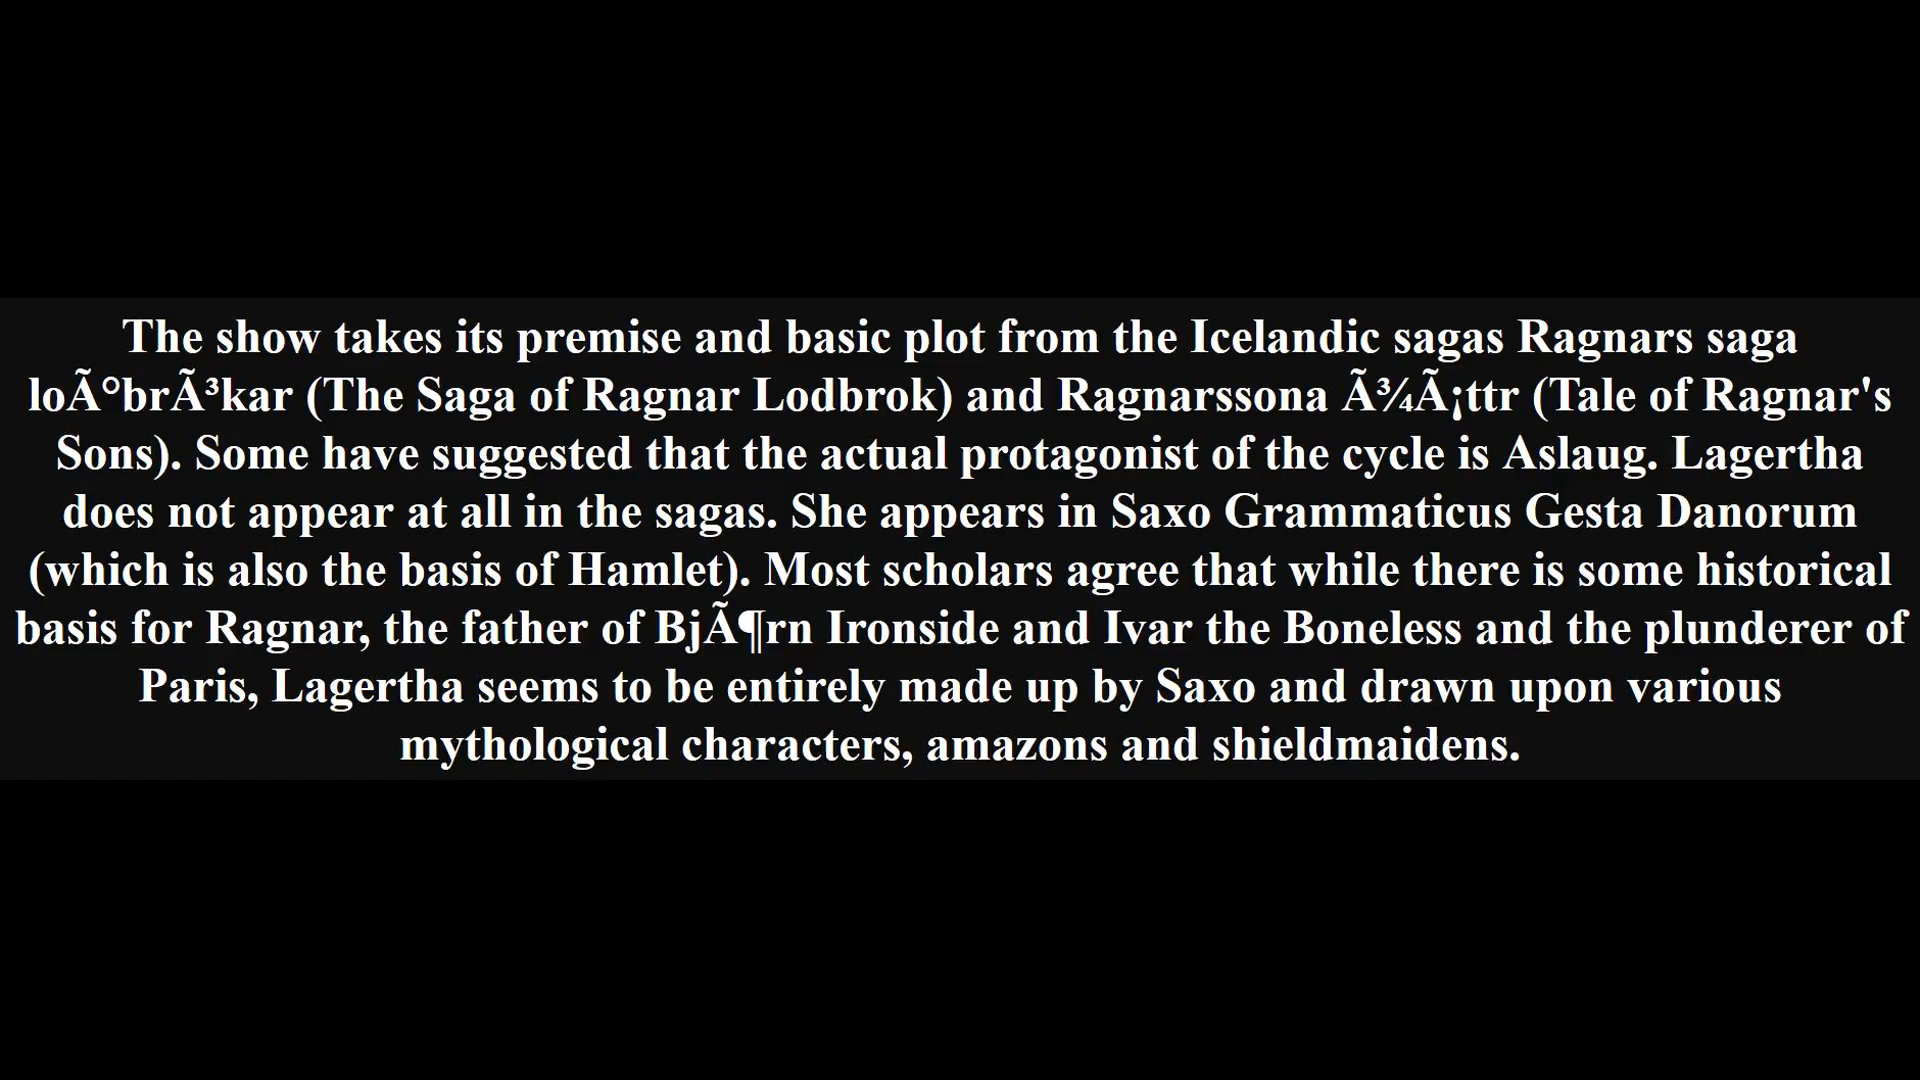 The show takes its premise and basic plot from the Icelandic sagas Ragnars saga
loÃ°brÃ³kar (The Saga of Ragnar Lodbrok) and Ragnarssona Ã¾Ã¡ttr (Tale of Ragnar's
Sons). Some have suggested that the actual protagonist of the cycle is Aslaug. Lagertha
does not appear at all in the sagas. She appears in Saxo Grammaticus Gesta Danorum
(which is also the basis of Hamlet). Most scholars agree that while there is some historical
basis for Ragnar, the father of BjÃ¶rn Ironside and Ivar the Boneless and the plunderer of
Paris, Lagertha seems to be entirely made up by Saxo and drawn upon various
mythological characters, amazons and shieldmaidens.